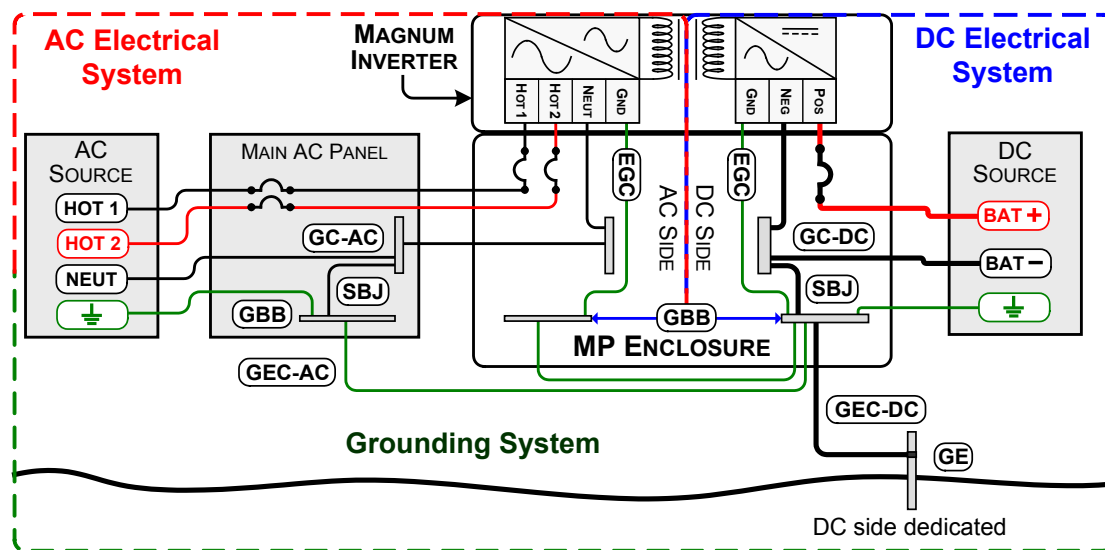 AC Electrical
System
MAGNUM
INVERTER
DC Electrical
System
HOT 1
HOT 2
NEUT
GND
GND
NEG
POS
AC
SOURCE
HOT 1
HOT 2
NEUT
MAIN AC PANEL
GC-AC
SBJ
GBB
GEC-AC
EGC
AC SIDE
DC SIDE
EGC
GC-DC
SBJ
GBB
MP ENCLOSURE
DC
SOURCE
BAT +
BAT –
GEC-DC
GE
Grounding System
DC side dedicated